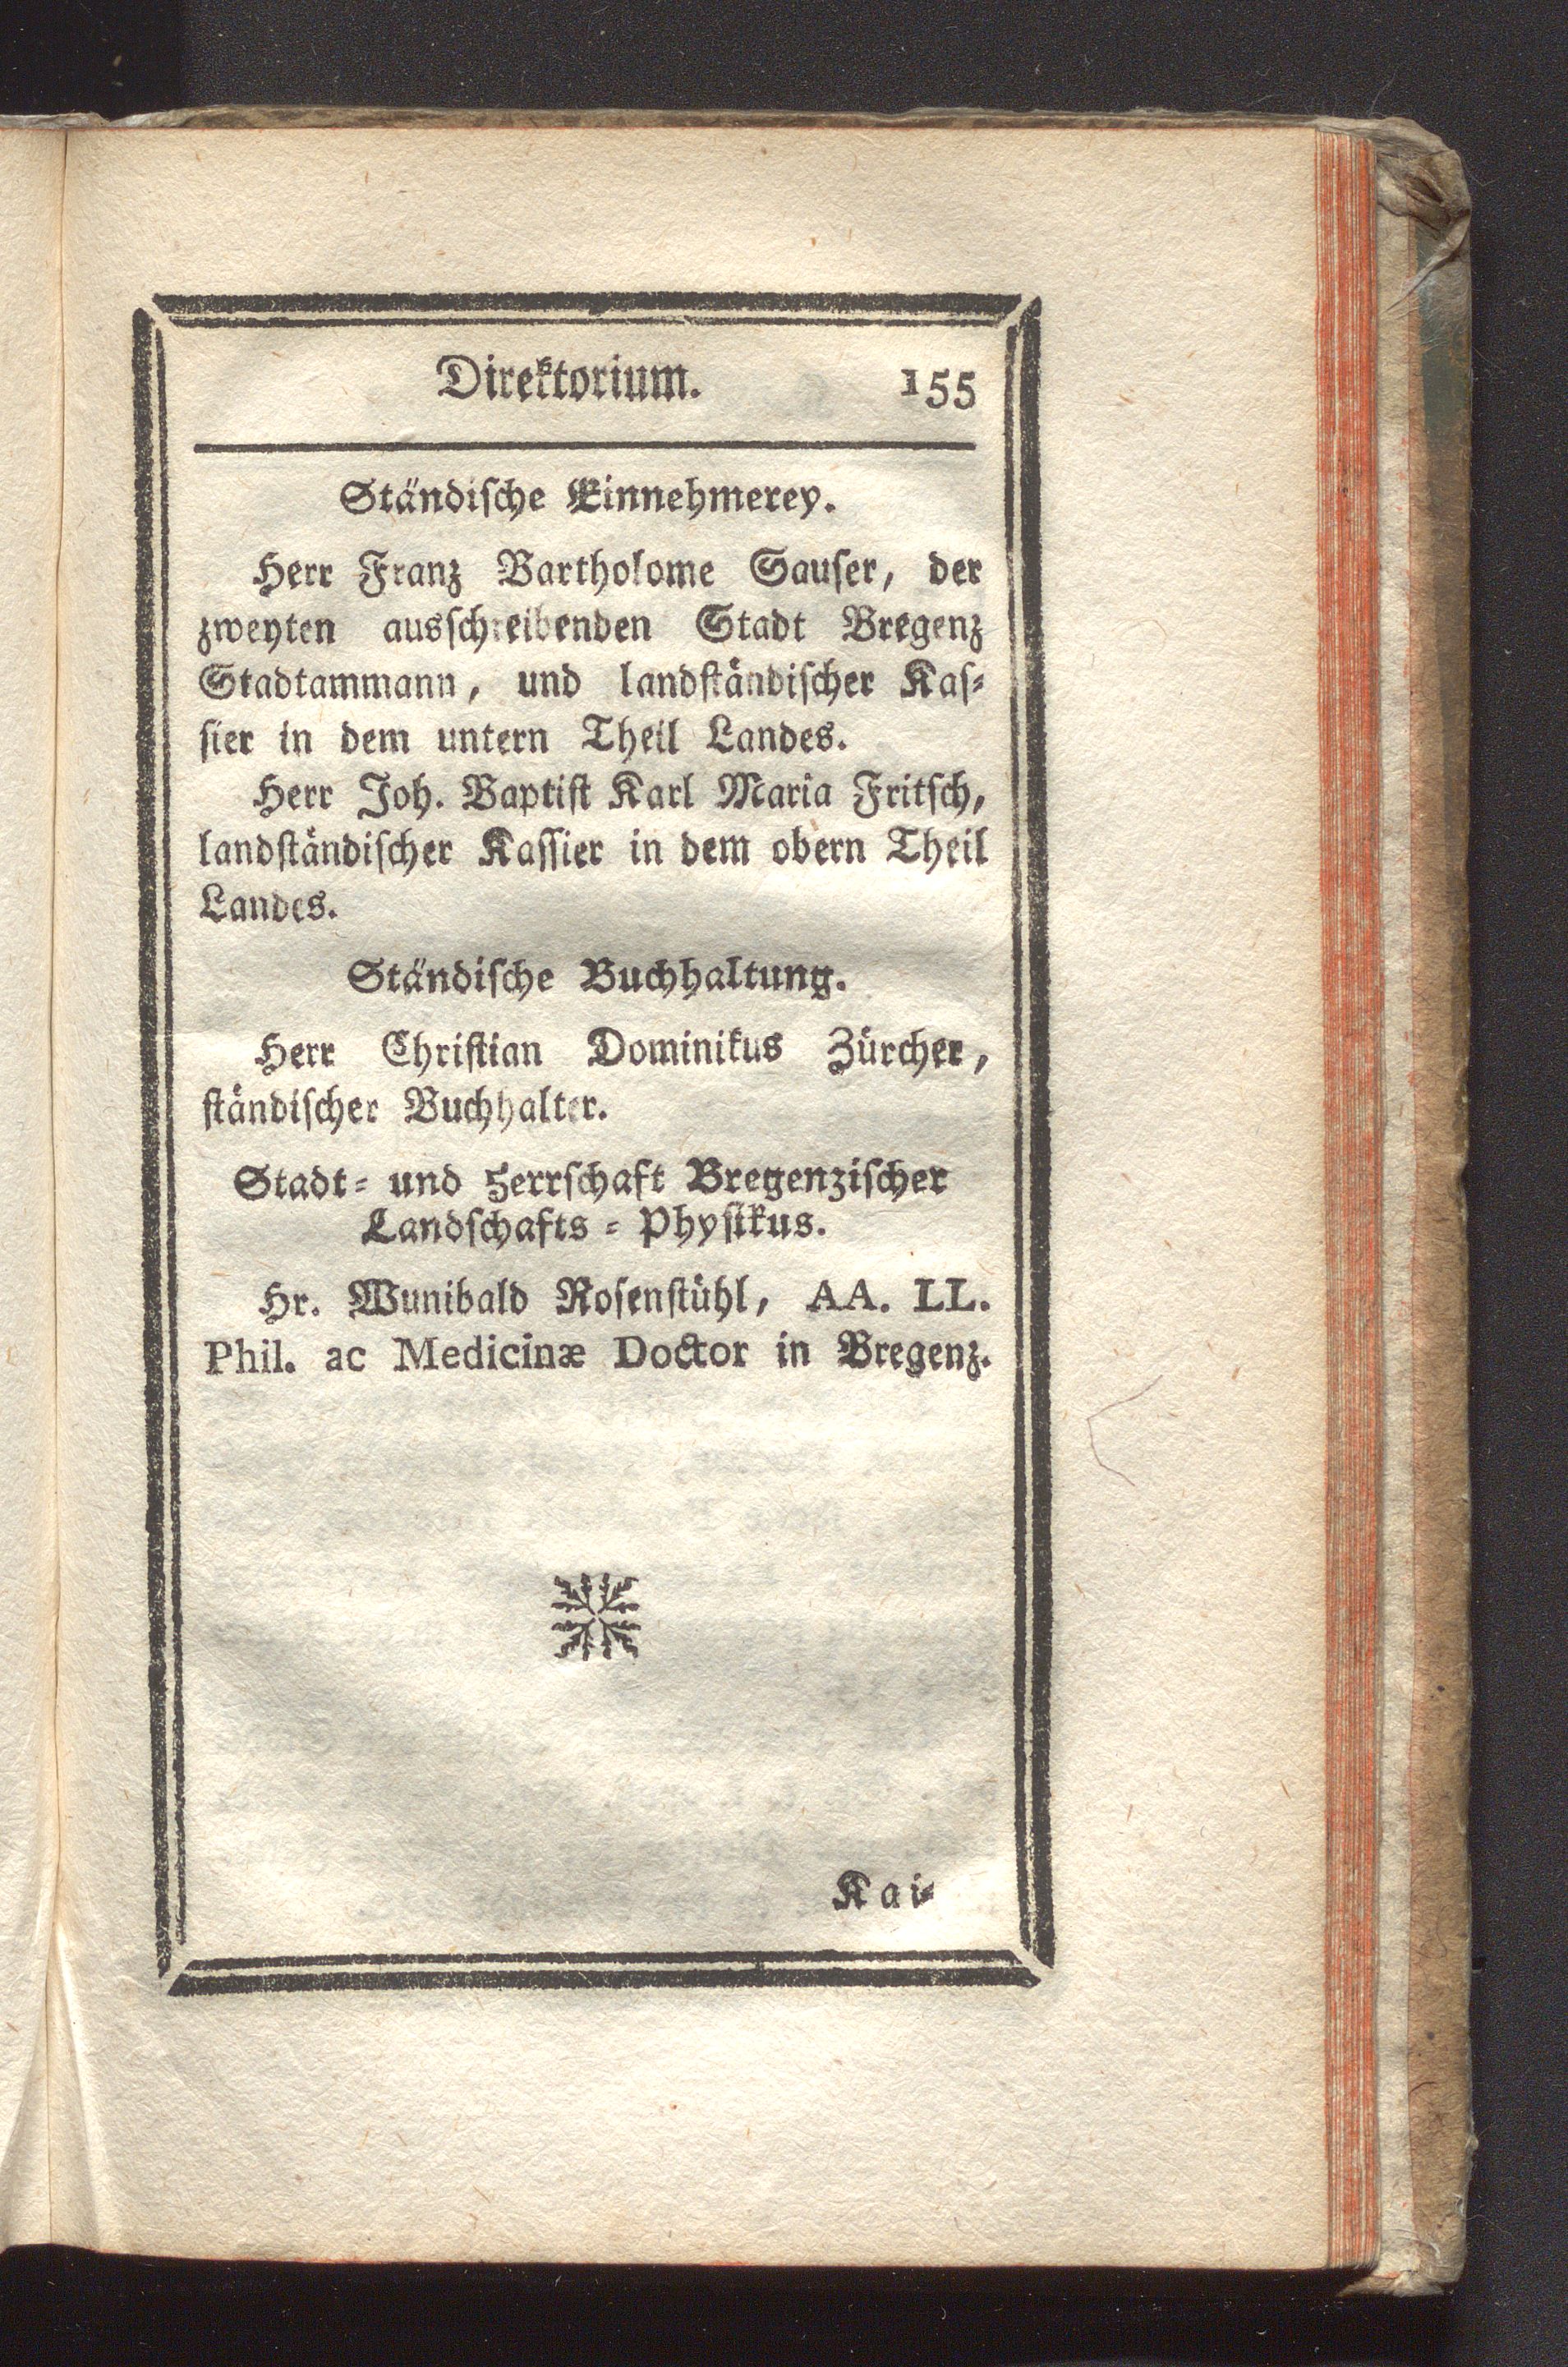 Direktorium. 155
Ständische Einnehmerey.
Herr Franz Bartholome Sauser, der
zweyten ausschreibenden Stadt Bregenz
Stadtammann, und landständischer Kas-
sier in dem untern Theil Landes.
Herr Joh. Baptist Karl Maria Fritsch,
landständischer Kassier in dem obern Theil
Landes.
Ständische Buchhaltung.
Herr Christian Dominikus Zürcher,
ständischer Buchhalter.
Stadt- und Herrschaft Bregenzischer
Landschafts-Physikus.
Hr. Wunibald Rosenstühl, AA. LL.
Phil. ac Medicinæ Doctor in Bregenz.
Kai-